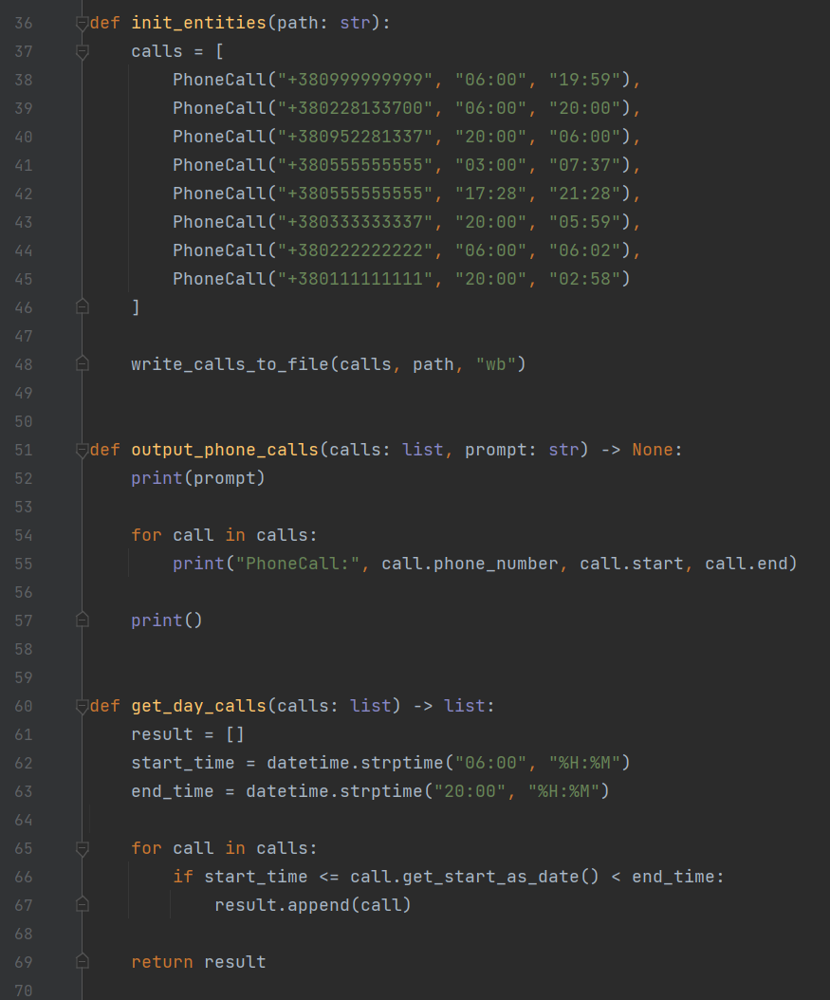 36 def init_entities(path: str):
37     calls = [
38         PhoneCall("+380999999999", "06:00", "19:59"),
39         PhoneCall("+380228133700", "06:00", "20:00"),
40         PhoneCall("+380952281337", "20:00", "06:00"),
41         PhoneCall("+380555555555", "03:00", "07:37"),
42         PhoneCall("+380555555555", "17:28", "21:28"),
43         PhoneCall("+380333333337", "20:00", "05:59"),
44         PhoneCall("+380222222222", "06:00", "06:02"),
45         PhoneCall("+380111111111", "20:00", "02:58")
46     ]
47
48     write_calls_to_file(calls, path, "wb")
49
50
51 def output_phone_calls(calls: list, prompt: str) -> None:
52     print(prompt)
53
54     for call in calls:
55         print("PhoneCall:", call.phone_number, call.start, call.end)
56
57     print()
58
59
60 def get_day_calls(calls: list) -> list:
61     result = []
62     start_time = datetime.strptime("06:00", "%H:%M")
63     end_time = datetime.strptime("20:00", "%H:%M")
64
65     for call in calls:
66         if start_time <= call.get_start_as_date() < end_time:
67             result.append(call)
68
69     return result
70